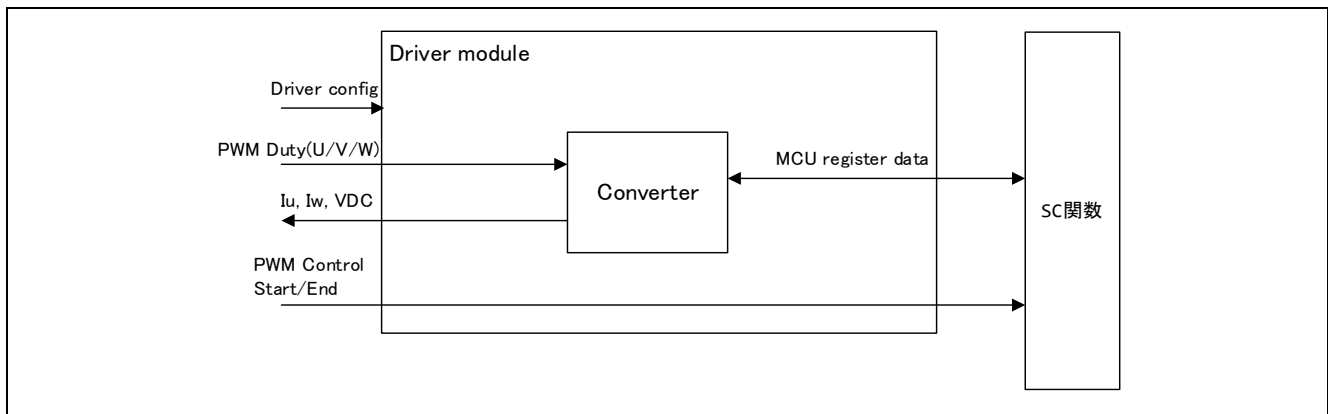 Driver module
Driver config
PWM Duty(U/V/W)
MCU register data
Converter
Iu, Iw, VDC
SC関数
PWM Control
Start/End